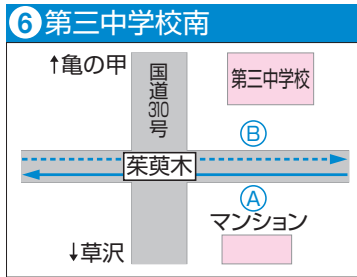 6 第三中学校南
↑亀の甲
国道310号
第三中学校
B
茱萸木
A
マンション
↓草沢